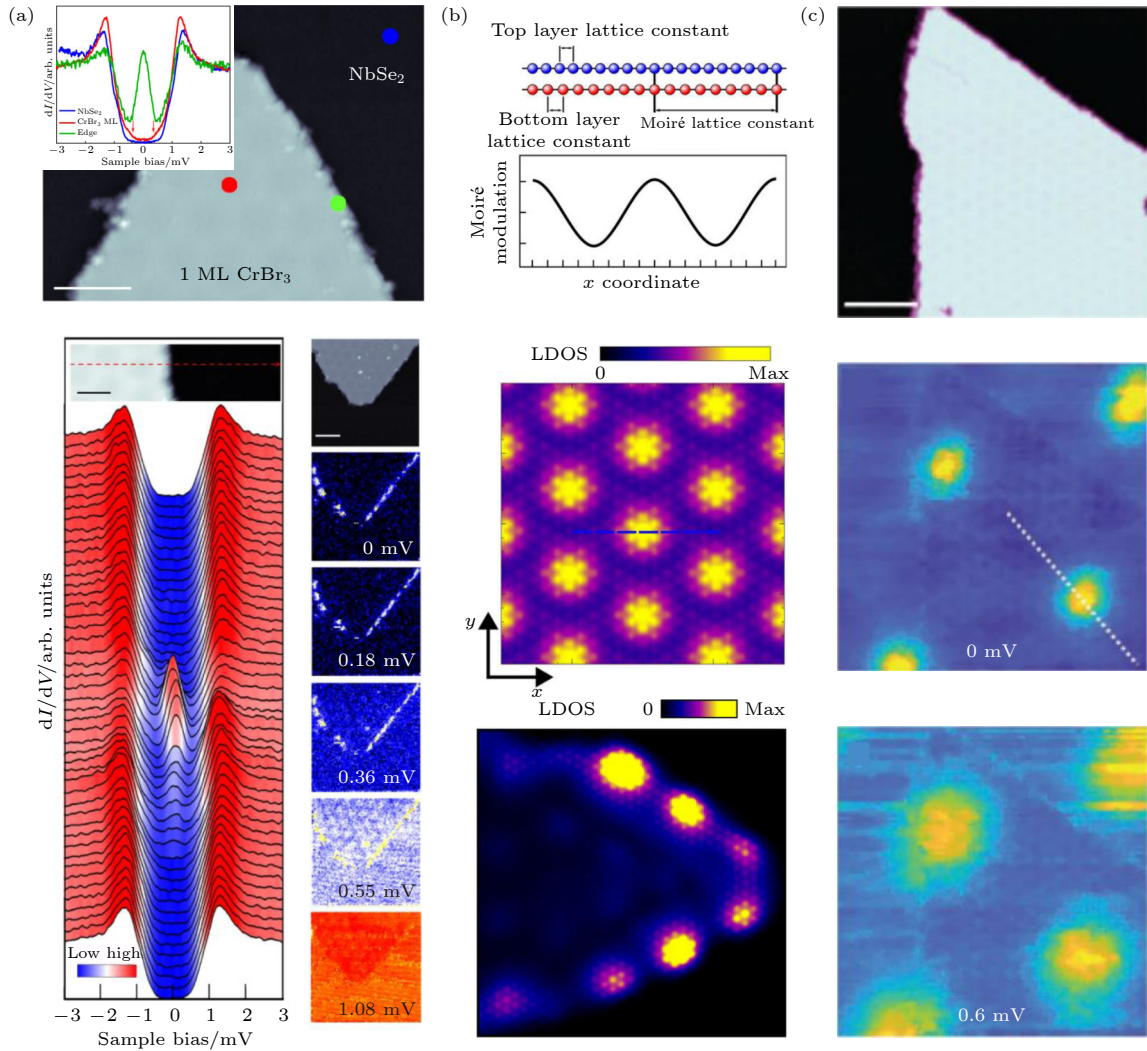 (a)
dI/dV/arb. units
NbSe2
CrBr3 ML
Edge
−3 −2 −1 0 1 2 3
Sample bias/mV
NbSe2
1 ML CrBr3
dI/dV/arb. units
Low high
−3 −2 −1 0 1 2 3
Sample bias/mV
0 mV
0.18 mV
0.36 mV
0.55 mV
1.08 mV
(b)
Top layer lattice constant
Bottom layer
lattice constant
Moiré lattice constant
Moiré
modulation
x coordinate
LDOS
0 Max
y
x
LDOS 0 Max
(c)
0 mV
0.6 mV